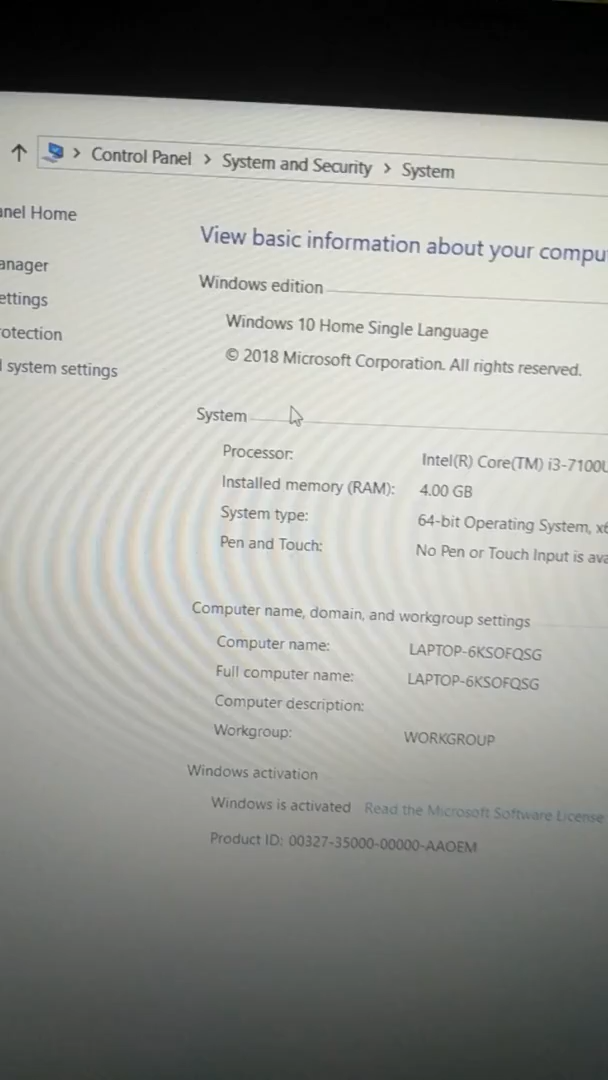 Control Panel > System and Security > System
anel Home
View basic information about your compu
anager
Windows edition
ettings
Windows 10 Home Single Language
otection
© 2018 Microsoft Corporation. All rights reserved.
system settings
System
Processor: Intel(R) Core(TM) i3-7100U
Installed memory (RAM): 4.00 GB
System type: 64-bit Operating System, x6
Pen and Touch: No Pen or Touch Input is ava
Computer name, domain, and workgroup settings
Computer name: LAPTOP-6KSOFQSG
Full computer name: LAPTOP-6KSOFQSG
Computer description:
Workgroup: WORKGROUP
Windows activation
Windows is activated Read the Microsoft Software License
Product ID: 00327-35000-00000-AAOEM